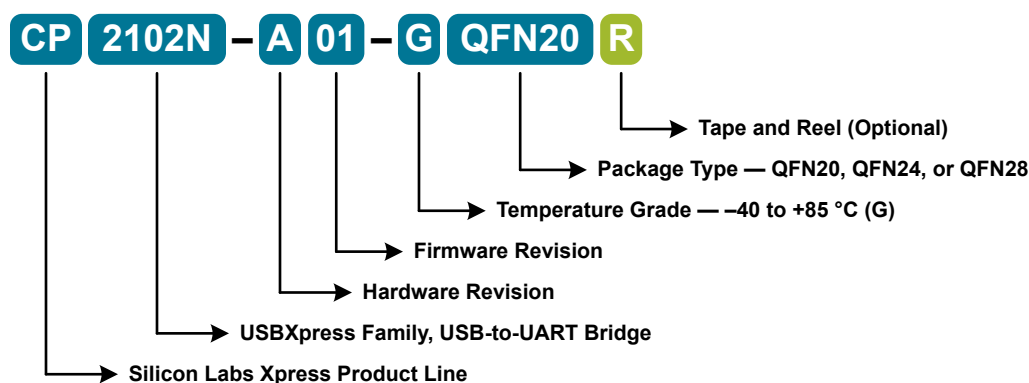 CP 2102N – A 01 – G QFN20 R
Tape and Reel (Optional)
Package Type — QFN20, QFN24, or QFN28
Temperature Grade — –40 to +85 °C (G)
Firmware Revision
Hardware Revision
USBXpress Family, USB-to-UART Bridge
Silicon Labs Xpress Product Line